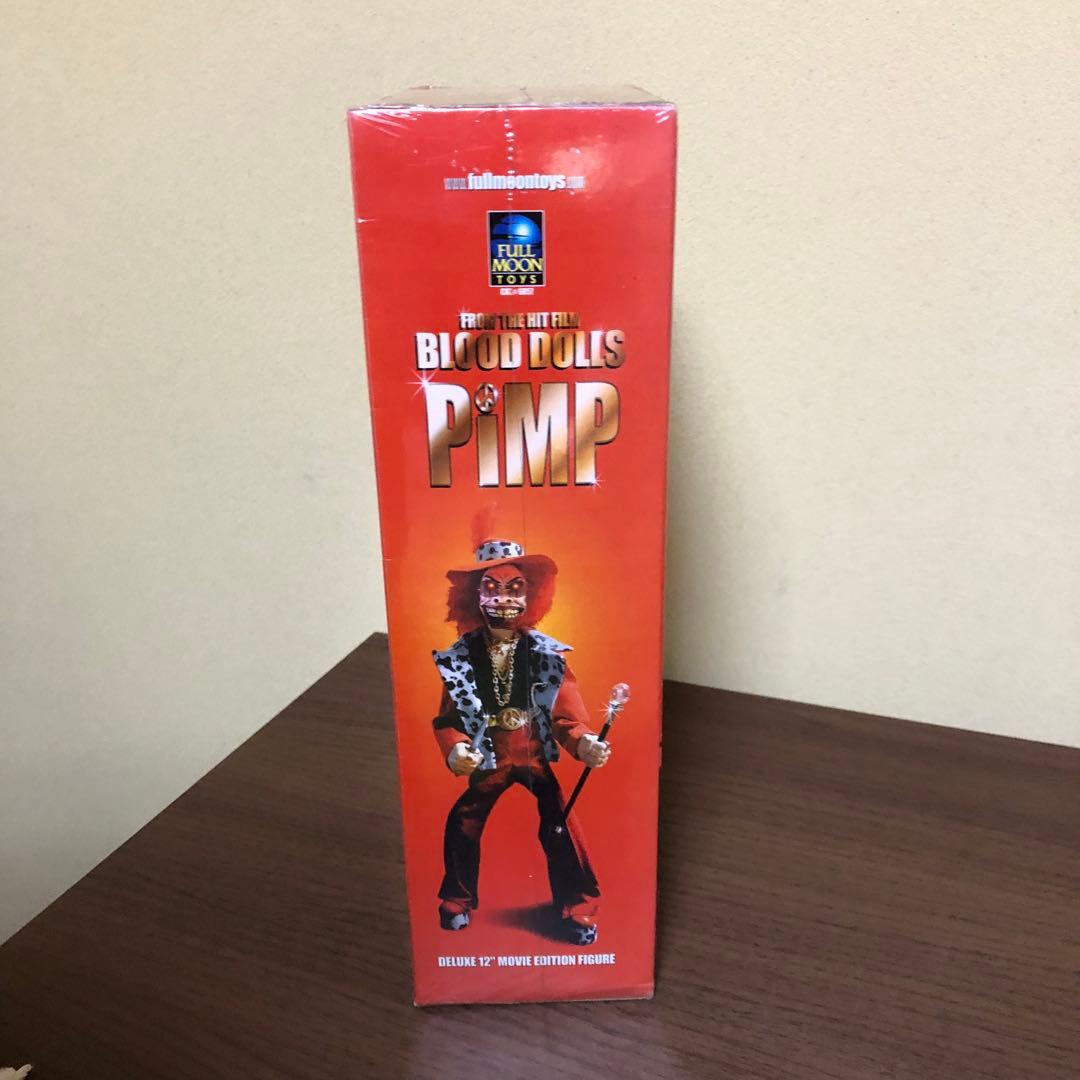 www.fullmoontoys.com
FULL
MOON
TOYS
FROM THE HIT FILM
BLOOD DOLLS
PiMP
DELUXE 12" MOVIE EDITION FIGURE